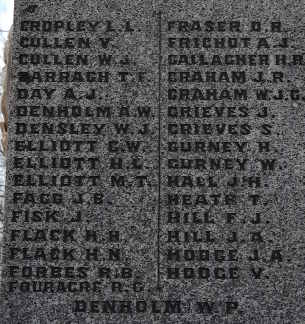 CROPLEY L.L.
CULLEN V.
CULLEN W.J.
DARRAGH T.F.
DAY A.J.
DENHOLM A.W.
DENSLEY W.J.
ELLIOTT G.W.
ELLIOTT H.L.
ELLIOTT M.T.
FAGG J.B.
FISK J.
FLACK H.H.
FLACK H.N.
FORBES R.B.
FOURACRE R.G.
FRASER D.R.
FRICHOT A.J.
GALLAGHER H.R.
GRAHAM J.R.
GRAHAM W.J.G.
GRIEVES J.
GRIEVES S.
GURNEY H.
GURNEY W.
HALL J.H.
HEATH T.
HILL F.J.
HILL J.A.
HODGE J.A.
HODGE V.
DENHOLM W.P.